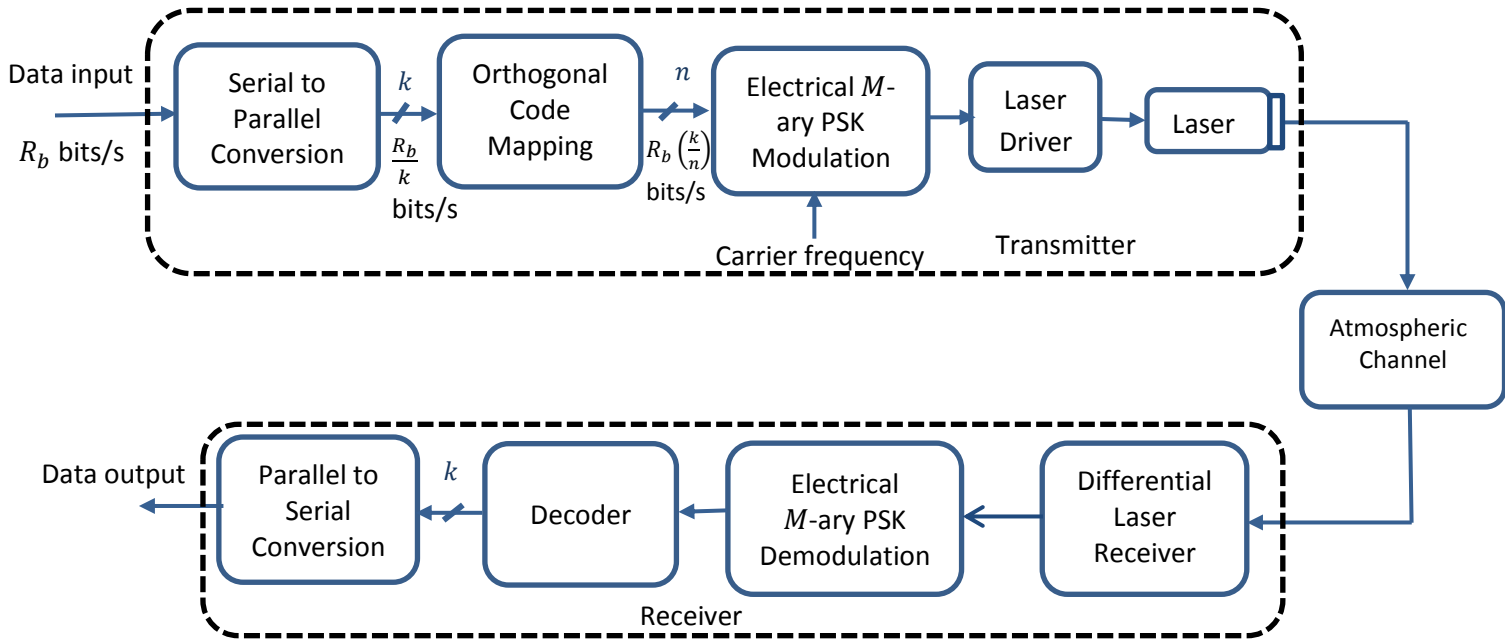 Data input
R_b bits/s
Serial to
Parallel
Conversion
k
R_b/k
bits/s
Orthogonal
Code
Mapping
n
R_b (k/n)
bits/s
Electrical M-
ary PSK
Modulation
Carrier frequency
Laser
Driver
Laser
Transmitter
Atmospheric
Channel
Differential
Laser
Receiver
Electrical
M-ary PSK
Demodulation
Decoder
k
Parallel to
Serial
Conversion
Data output
Receiver